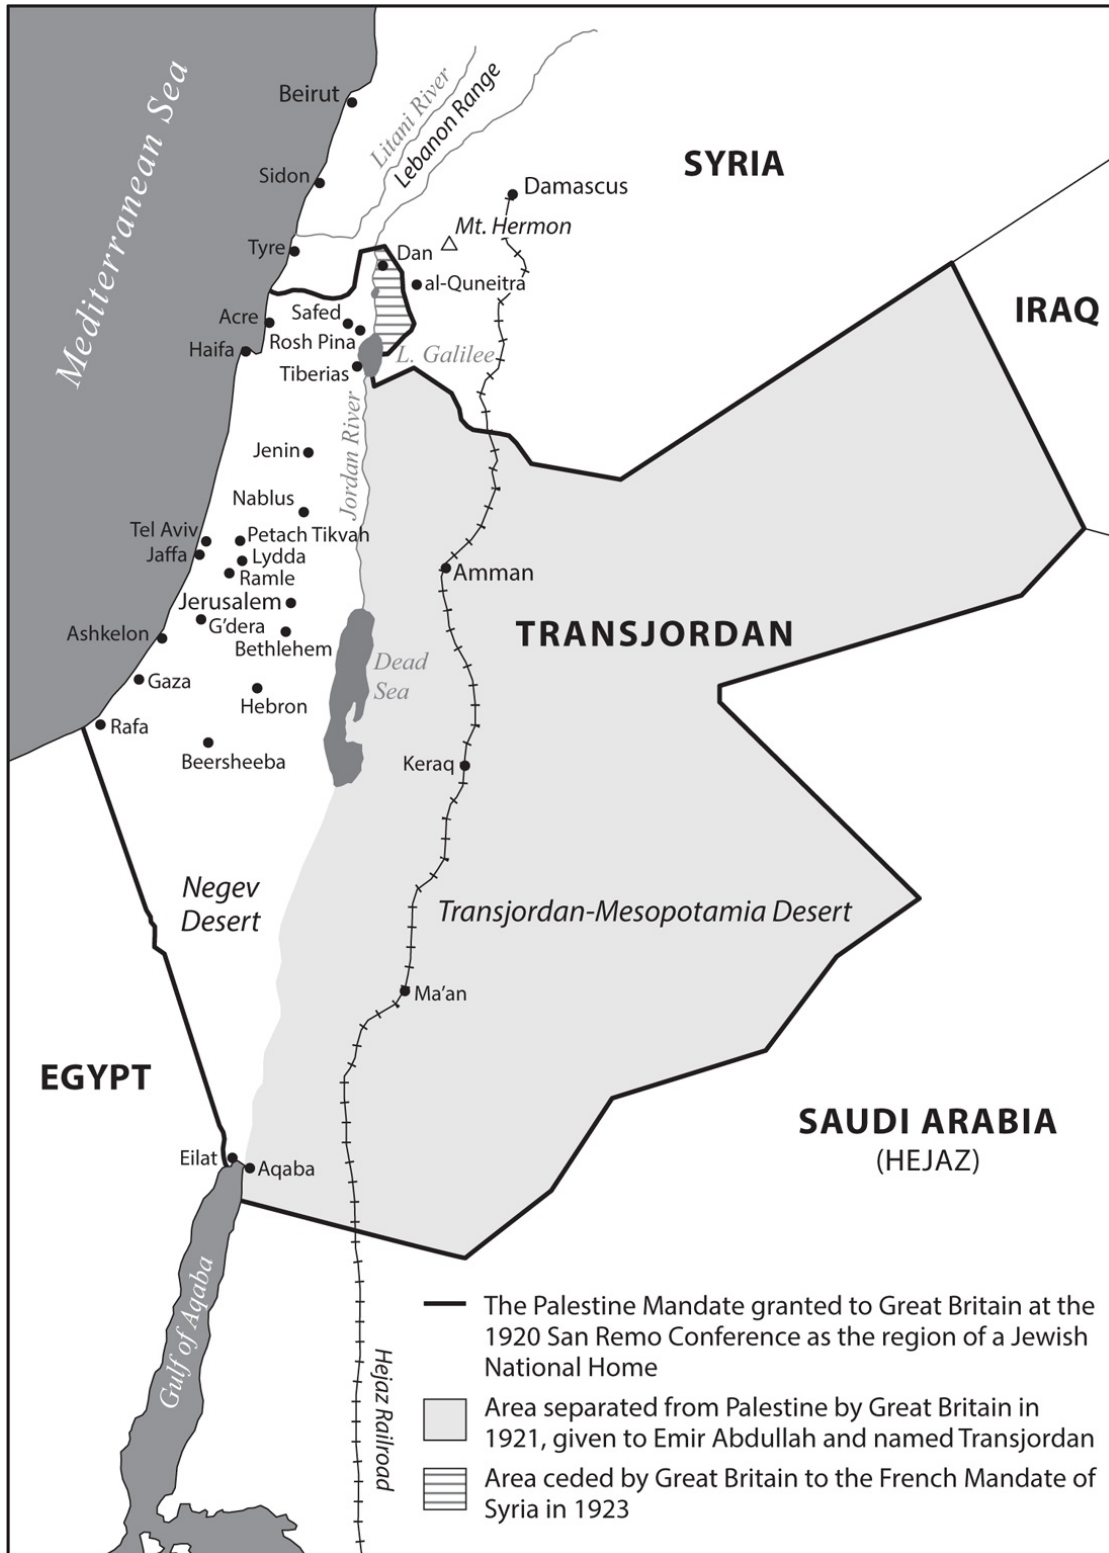 Mediterranean Sea
Beirut
Litani River
Lebanon Range
SYRIA
Sidon
Damascus
Mt. Hermon
Tyre
Dan
al-Quneitra
IRAQ
Acre
Safed
Rosh Pina
Haifa
L. Galilee
Tiberias
Jordan River
Jenin
Nablus
Tel Aviv
Petach Tikvah
Jaffa
Lydda
Amman
Ramle
Jerusalem
G'dera
Ashkelon
TRANSJORDAN
Bethlehem
Dead
Sea
Gaza
Hebron
Rafa
Beersheeba
Keraq
Negev
Desert
Transjordan-Mesopotamia Desert
Ma'an
EGYPT
SAUDI ARABIA
(HEJAZ)
Eilat
Aqaba
Gulf of Aqaba
Hejaz Railroad
The Palestine Mandate granted to Great Britain at the
1920 San Remo Conference as the region of a Jewish
National Home
Area separated from Palestine by Great Britain in
1921, given to Emir Abdullah and named Transjordan
Area ceded by Great Britain to the French Mandate of
Syria in 1923